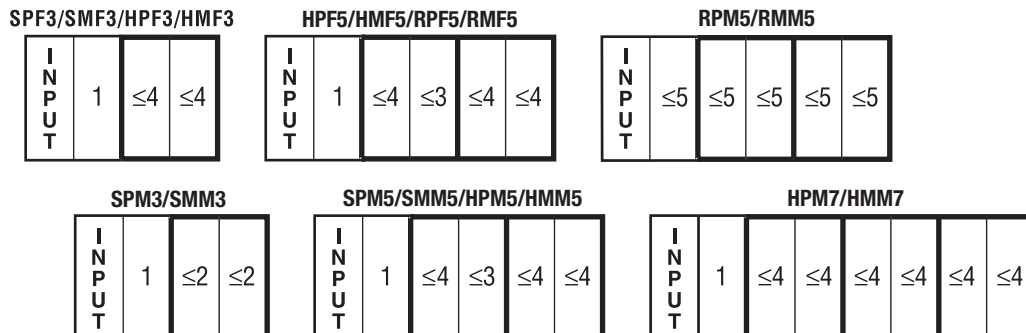 SPF3/SMF3/HPF3/HMF3
INPUT 1 ≤4 ≤4
HPF5/HMF5/RPF5/RMF5
INPUT 1 ≤4 ≤3 ≤4 ≤4
RPM5/RMM5
INPUT ≤5 ≤5 ≤5 ≤5 ≤5
SPM3/SMM3
INPUT 1 ≤2 ≤2
SPM5/SMM5/HPM5/HMM5
INPUT 1 ≤4 ≤3 ≤4 ≤4
HPM7/HMM7
INPUT 1 ≤4 ≤4 ≤4 ≤4 ≤4 ≤4